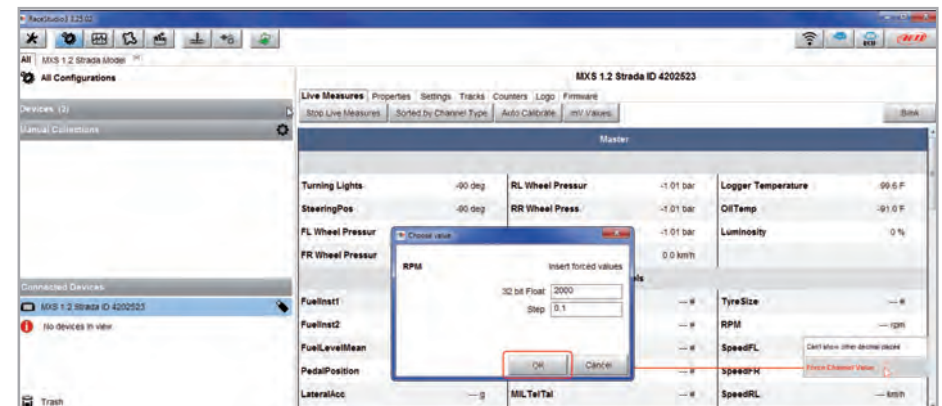 RaceStudio3 3.25.02
All MXS 1.2 Strada Model
All Configurations
MXS 1.2 Strada ID 4202523
Live Measures Properties Settings Tracks Counters Logo Firmware
Devices (2)
Stop Live Measures Sorted by Channel Type Auto Calibrate mV Values
Manual Collections
Master
Turning Lights -90 deg RL Wheel Pressur -1.01 bar Logger Temperature 99.6 F
SteeringPos -90 deg RR Wheel Press -1.01 bar OilTemp -91.0 F
FL Wheel Pressur -1.01 bar Luminosity 0 %
FR Wheel Pressur 0.0 km/h
Choose value
RPM Insert forced values
32 bit Float 2000
Step 0.1
OK Cancel
Connected Devices
MXS 1.2 Strada ID 4202523
No devices in view
FuelInst1 --- # TyreSize --- #
FuelInst2 --- # RPM --- rpm
FuelLevelMean --- # SpeedFL
Can't show other decimal places
PedalPosition --- # SpeedFR
Force Channel Value
LateralAcc --- g MILTelTal --- # SpeedRL --- km/h
Trash